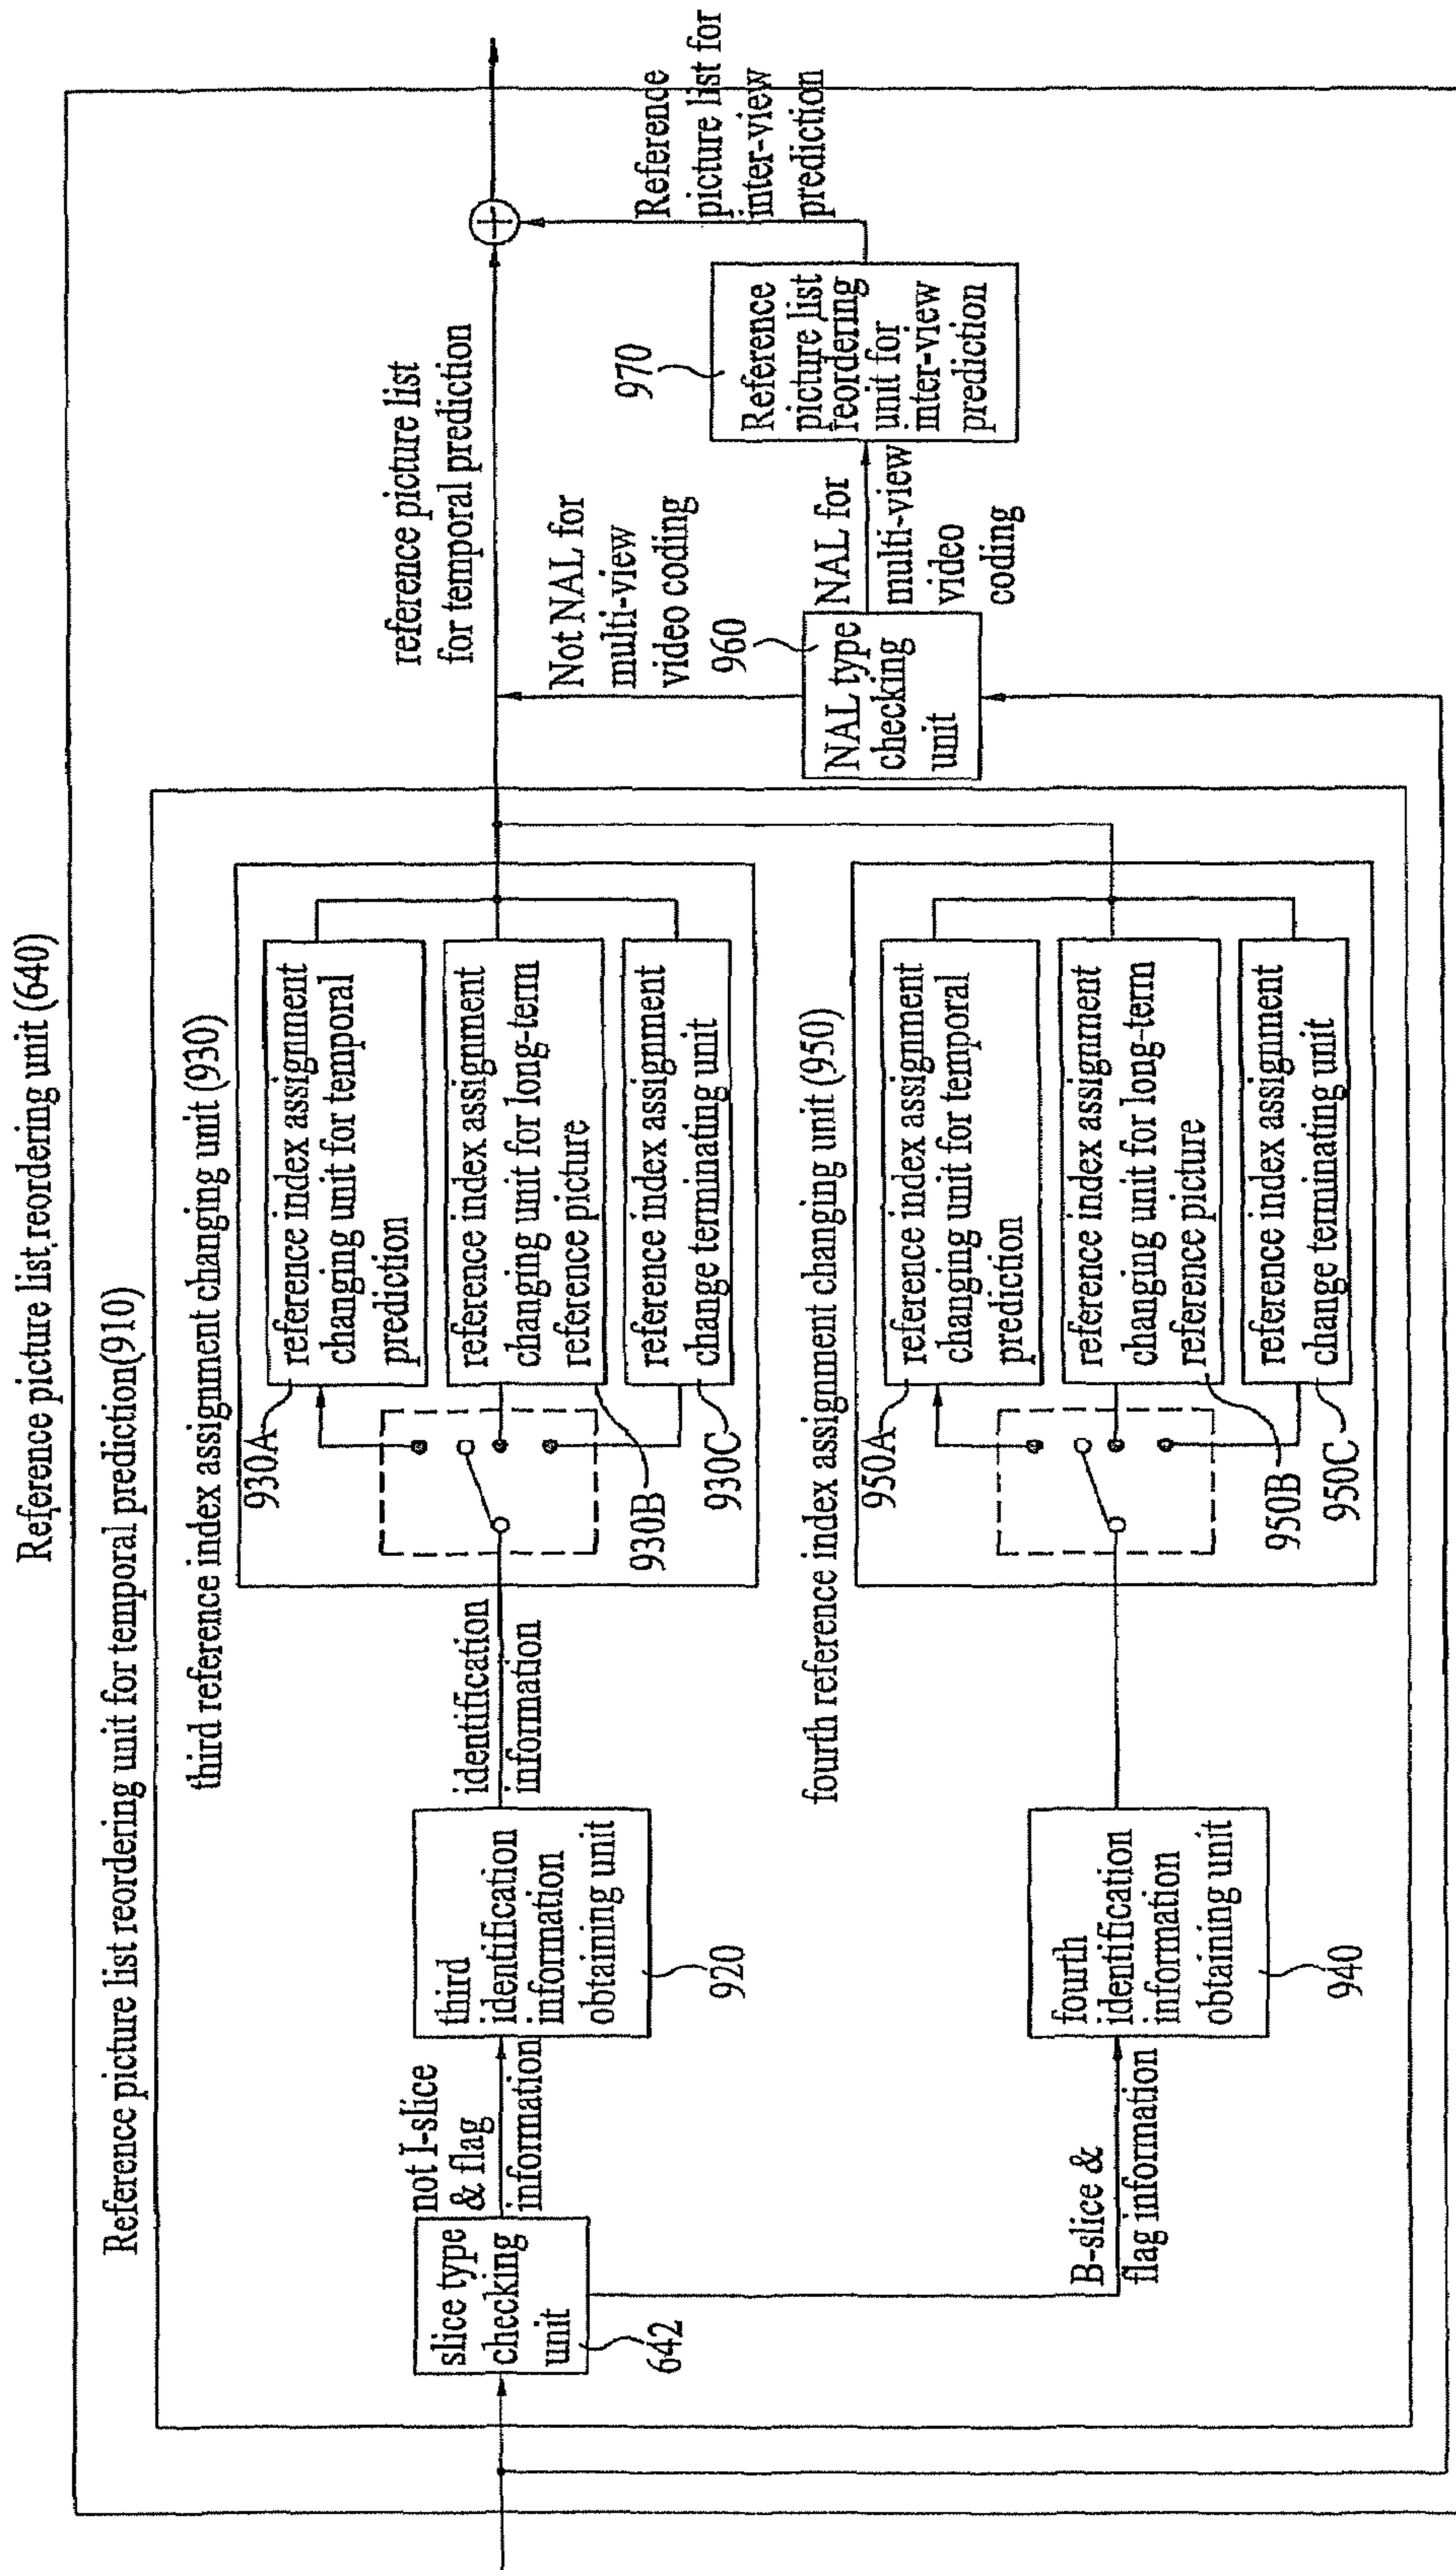 Reference picture list reordering unit (640)
Reference picture list reordering unit for temporal prediction(910)
third reference index assignment changing unit (930)
slice type
checking
unit
642
not I-slice
& flag
information
third
identification
information
obtaining unit
920
identification
information
930A
930B
930C
reference index assignment
changing unit for temporal
prediction
reference index assignment
changing unit for long-term
reference picture
reference index assignment
change terminating unit
B-slice &
flag information
fourth
identification
information
obtaining unit
940
fourth reference index assignment changing unit (950)
950A
950B
950C
reference index assignment
changing unit for temporal
prediction
reference index assignment
changing unit for long-term
reference picture
reference index assignment
change terminating unit
reference picture list
for temporal prediction
Not NAL for
multi-view
video coding
960
NAL type
checking
unit
NAL for
multi-view
video
coding
970
Reference
picture list
reordering
unit for
inter-view
prediction
Reference
picture list for
inter-view
prediction